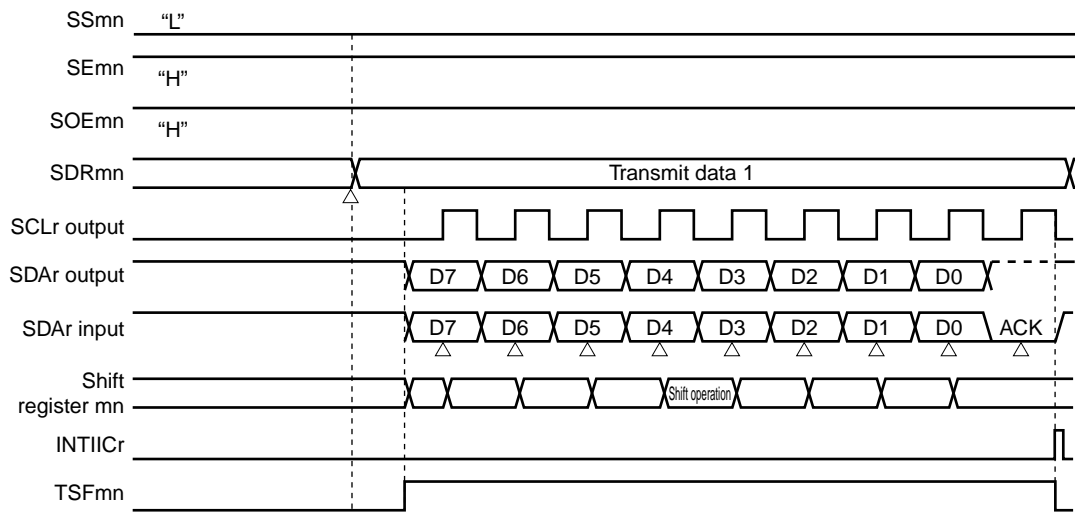 SSmn “L”
SEmn “H”
SOEmn “H”
SDRmn Transmit data 1
SCLr output
SDAr output D7 D6 D5 D4 D3 D2 D1 D0
SDAr input D7 D6 D5 D4 D3 D2 D1 D0 ACK
Shift
register mn Shift operation
INTIICr
TSFmn